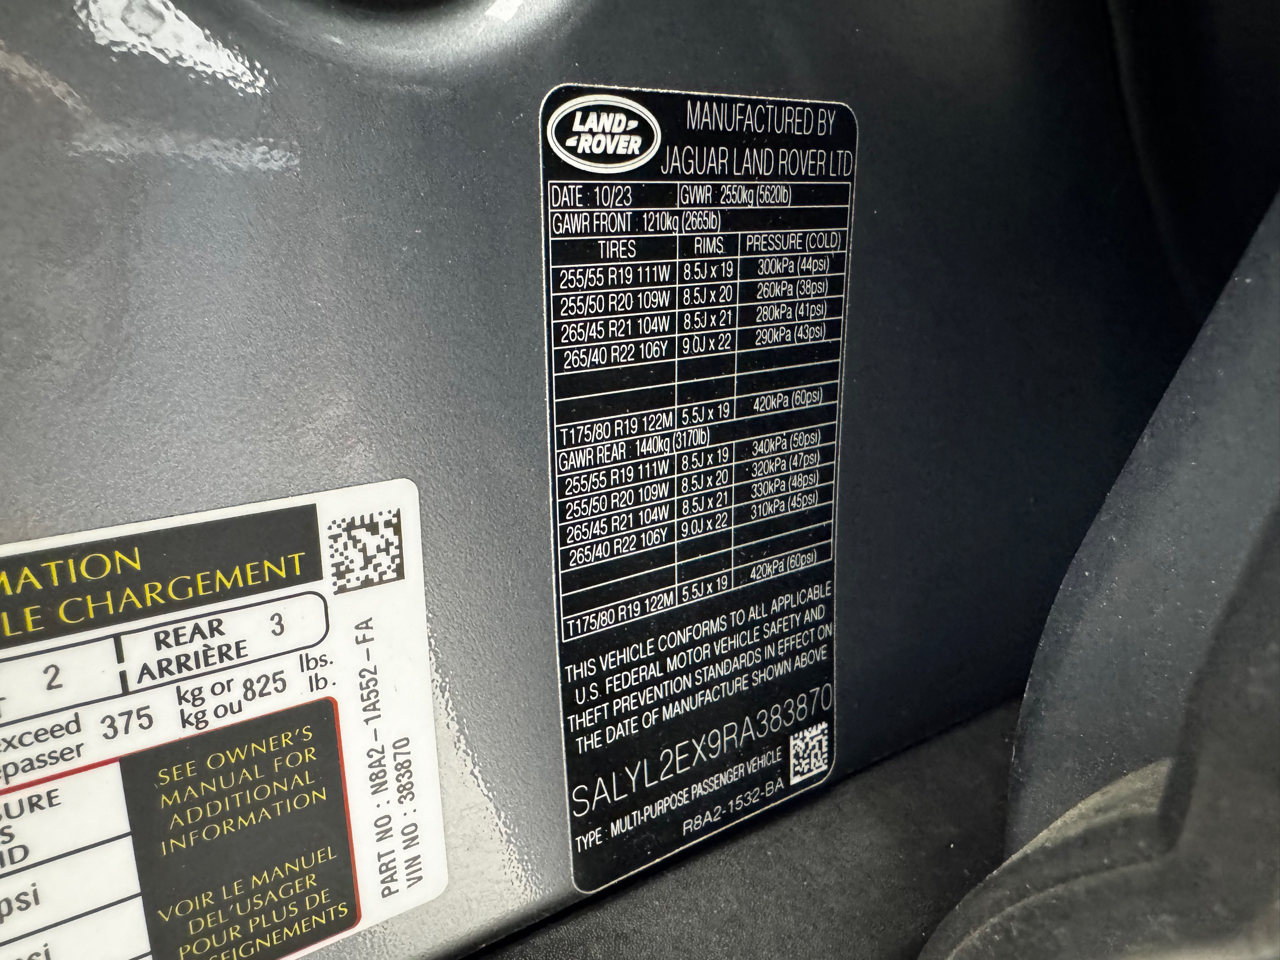 LAND ROVER
MANUFACTURED BY
JAGUAR LAND ROVER LTD
DATE : 10/23 GVWR : 2550kg (5620lb)
GAWR FRONT : 1210kg (2665lb)
TIRES RIMS PRESSURE (COLD)
255/55 R19 111W 8.5J x 19 300kPa (44psi)
255/50 R20 109W 8.5J x 20 260kPa (38psi)
265/45 R21 104W 8.5J x 21 280kPa (41psi)
265/40 R22 106Y 9.0J x 22 290kPa (43psi)
T175/80 R19 122M 5.5J x 19 420kPa (60psi)
GAWR REAR : 1440kg (3170lb)
255/55 R19 111W 8.5J x 19 340kPa (50psi)
255/50 R20 109W 8.5J x 20 320kPa (47psi)
265/45 R21 104W 8.5J x 21 330kPa (48psi)
265/40 R22 106Y 9.0J x 22 310kPa (45psi)
T175/80 R19 122M 5.5J x 19 420kPa (60psi)
THIS VEHICLE CONFORMS TO ALL APPLICABLE
U.S. FEDERAL MOTOR VEHICLE SAFETY AND
THEFT PREVENTION STANDARDS IN EFFECT ON
THE DATE OF MANUFACTURE SHOWN ABOVE
SALYL2EX9RA383870
TYPE : MULTI-PURPOSE PASSENGER VEHICLE
R8A2-1532-BA
MATION
LE CHARGEMENT
2 REAR 3
ARRIÈRE
exceed 375 kg or 825 lbs.
passer kg ou lb.
SURE
SEE OWNER'S
MANUAL FOR
ADDITIONAL
INFORMATION
VOIR LE MANUEL
DEL'USAGER
POUR PLUS DE
SEIGNEMENTS
psi
PART NO : N8A2-1A552-FA
VIN NO : 383870